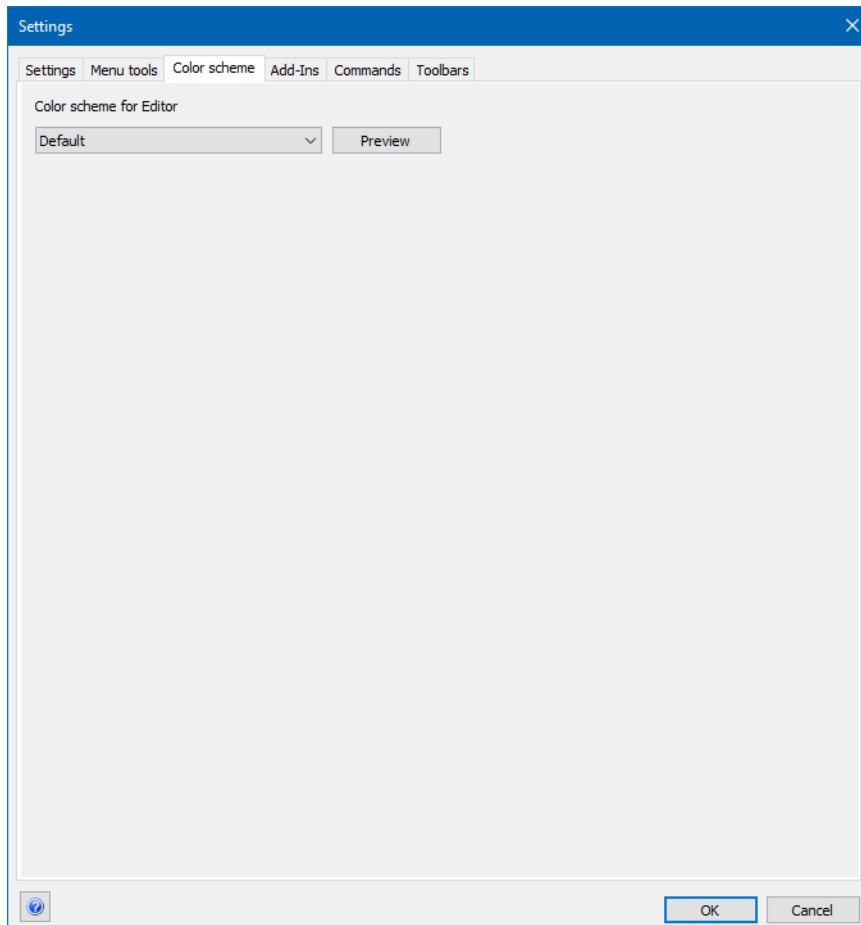 Settings
Settings Menu tools Color scheme Add-Ins Commands Toolbars
Color scheme for Editor
Default Preview
OK Cancel